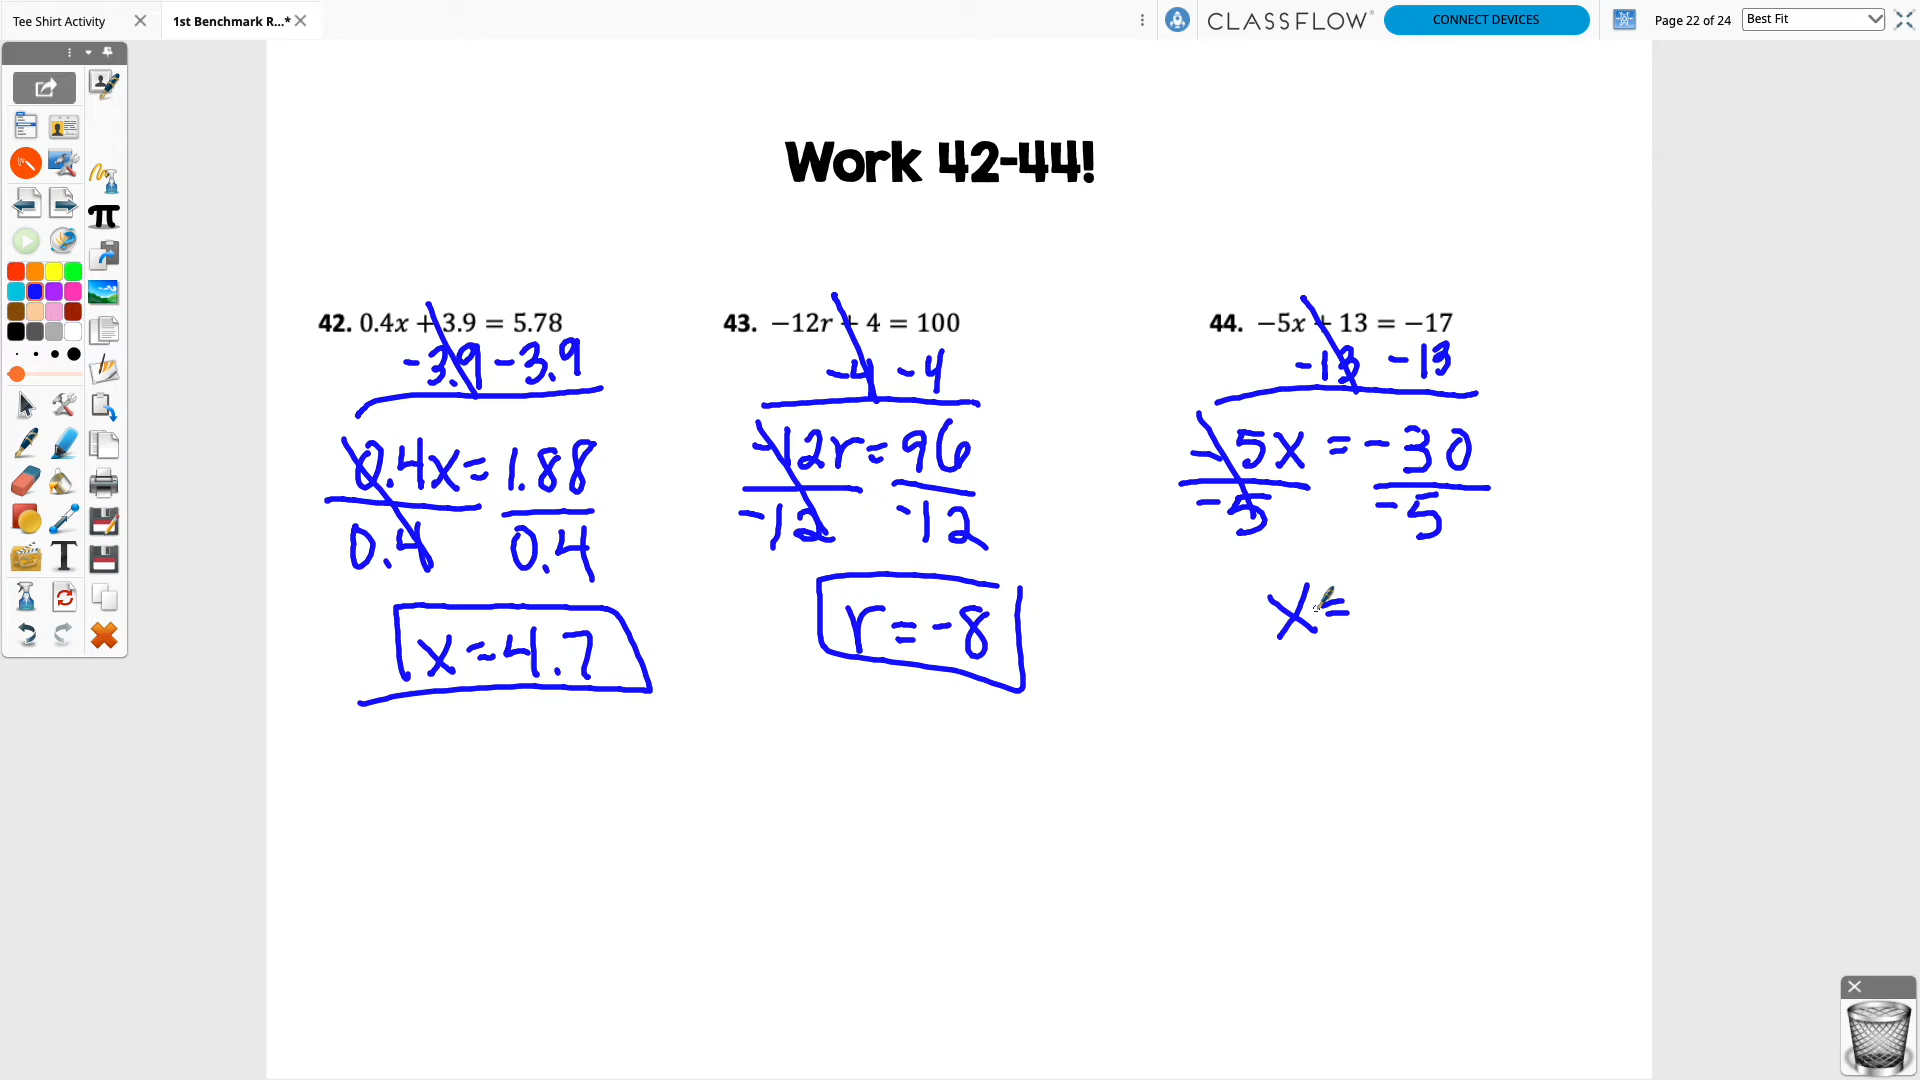 Tee Shirt Activity
1st Benchmark R...*
CLASSFLOW
CONNECT DEVICES
Page 22 of 24
Best Fit
Work 42-44!
42. 0.4x + 3.9 = 5.78
-3.9 -3.9
0.4x = 1.88
0.4 0.4
x = 4.7
43. −12r + 4 = 100
-4 -4
-12r = 96
-12 -12
r = -8
44. −5x + 13 = −17
-13 -13
-5x = -30
-5 -5
x =
π
T